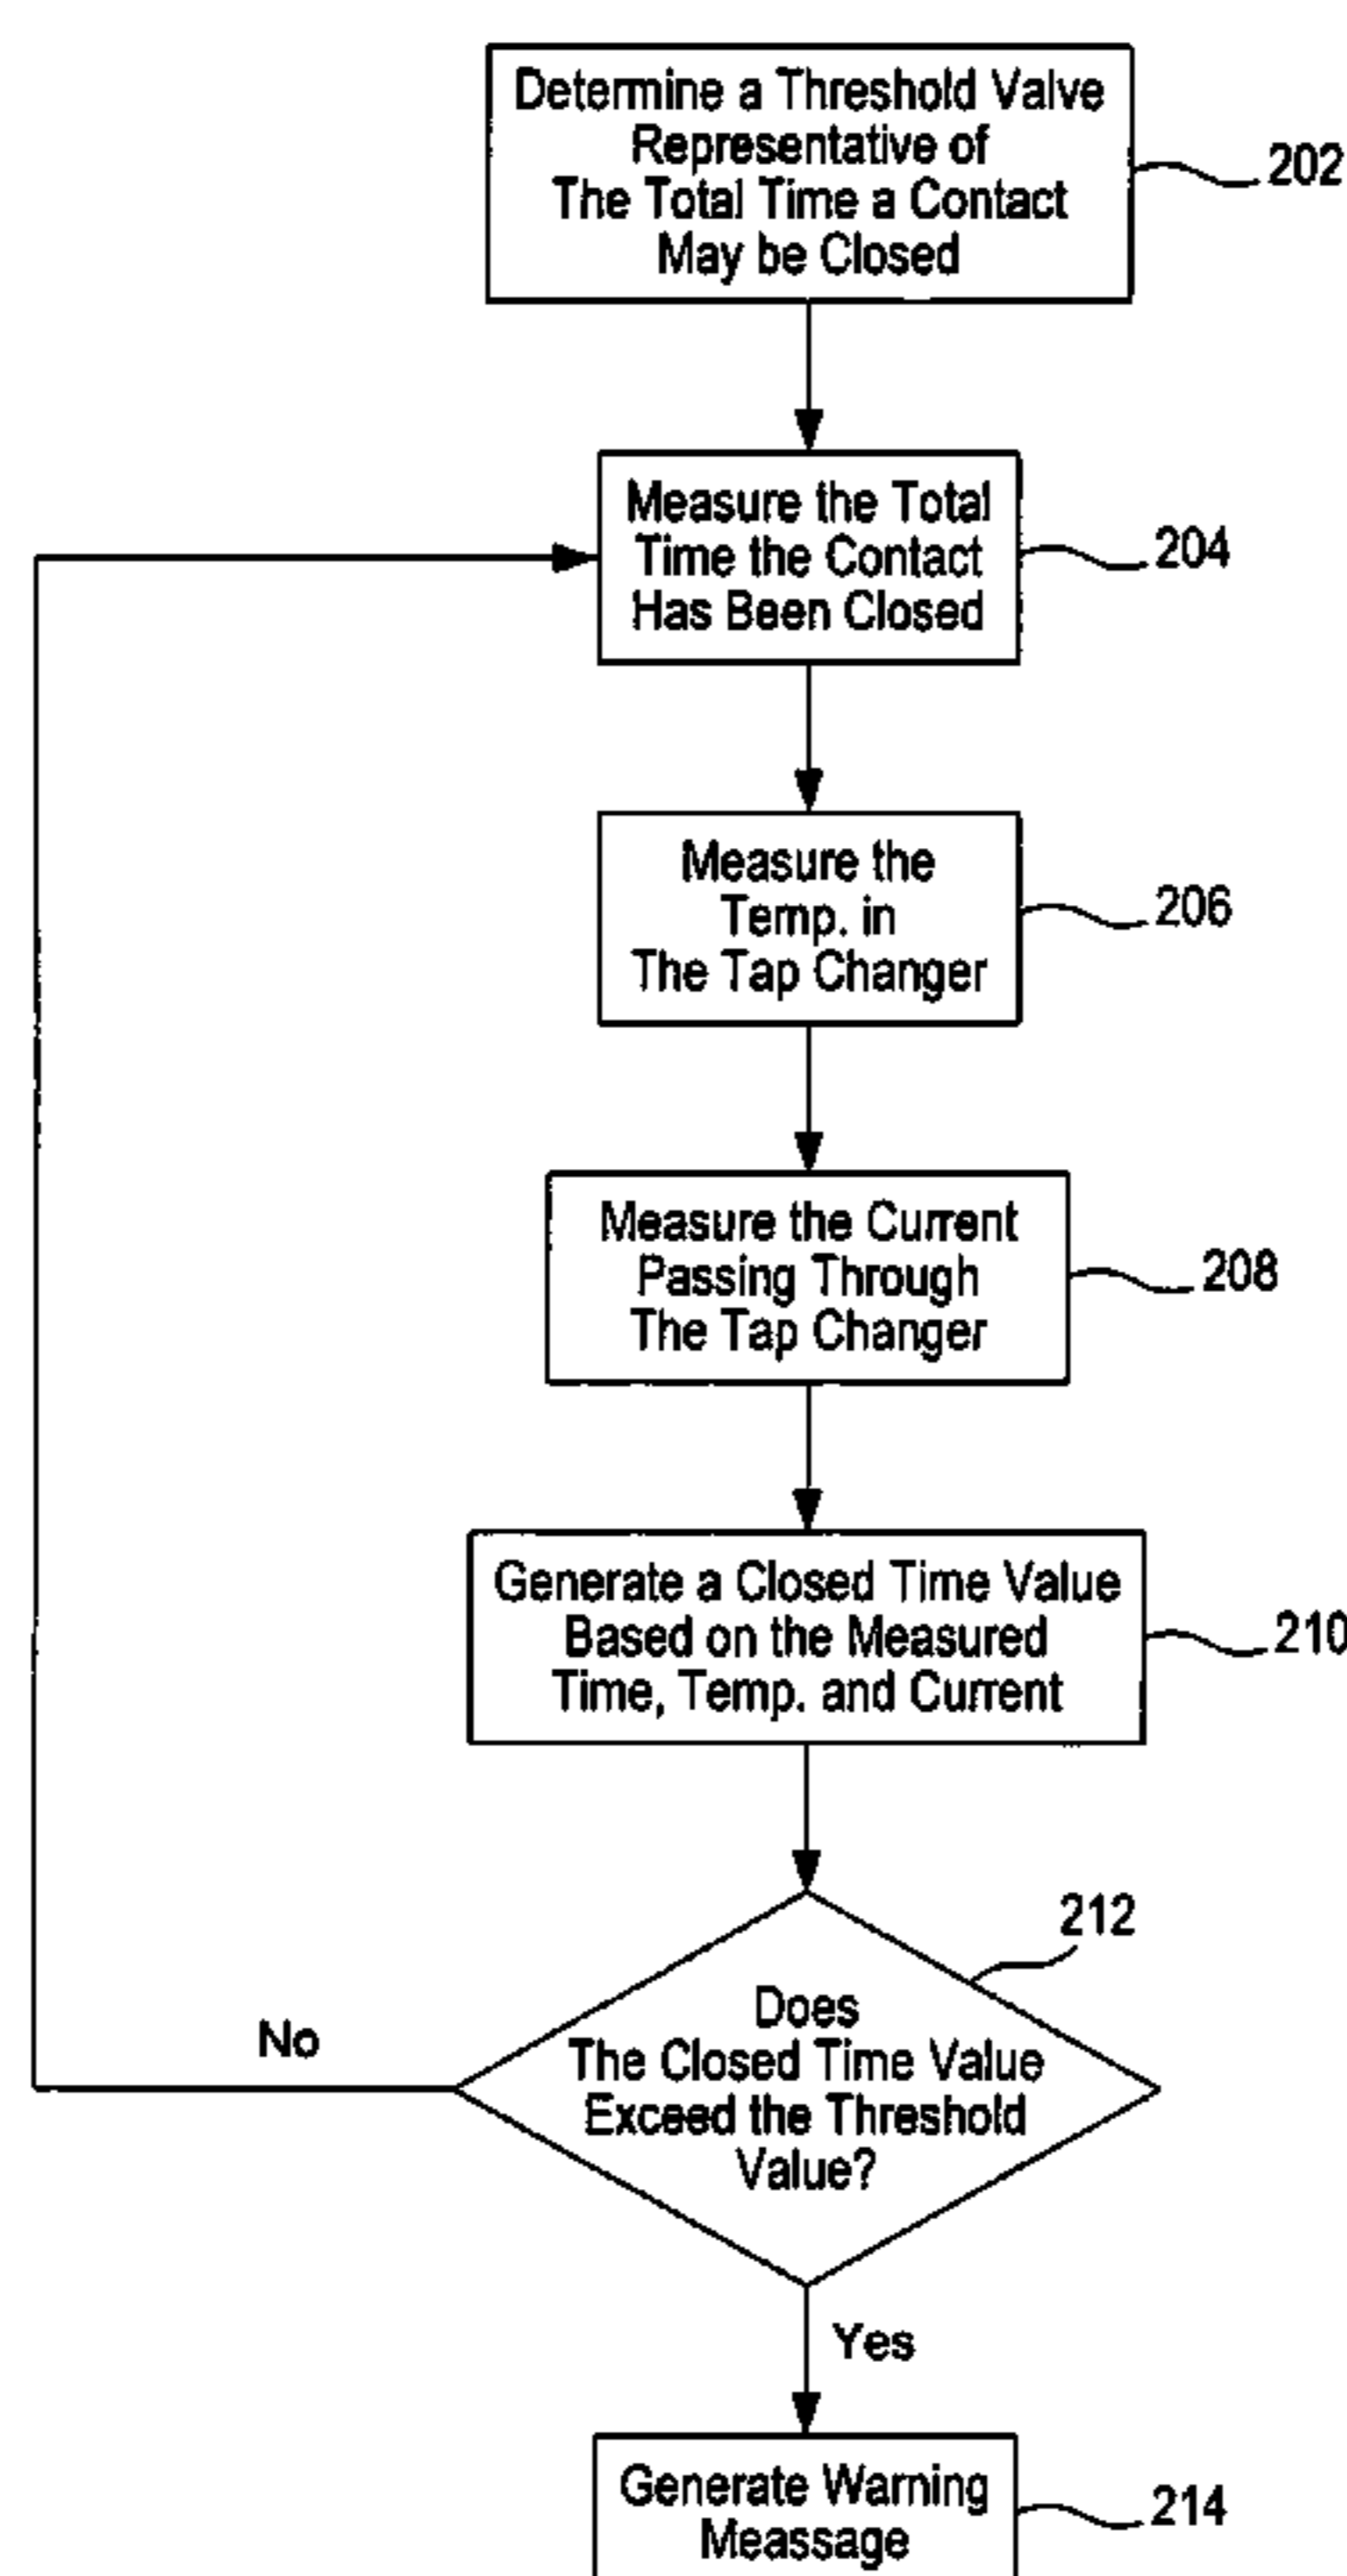 Determine a Threshold Valve
Representative of
The Total Time a Contact
May be Closed
202
Measure the Total
Time the Contact
Has Been Closed
204
Measure the
Temp. in
The Tap Changer
206
Measure the Current
Passing Through
The Tap Changer
208
Generate a Closed Time Value
Based on the Measured
Time, Temp. and Current
210
212
Does
The Closed Time Value
Exceed the Threshold
Value?
No
Yes
Generate Warning
Meassage
214